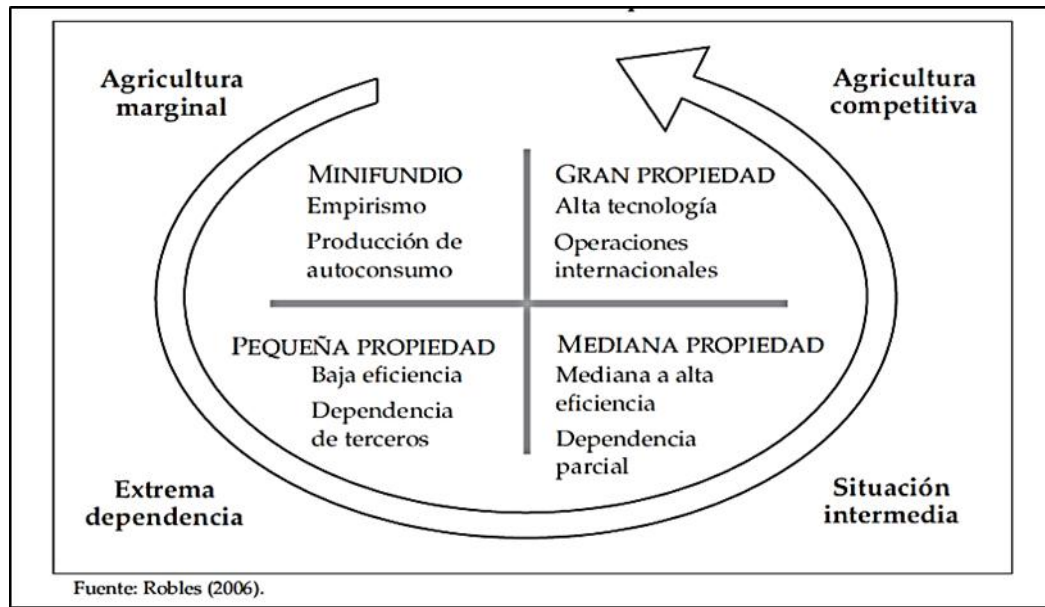 Agricultura
marginal
Agricultura
competitiva
MINIFUNDIO
Empirismo
Producción de
autoconsumo
GRAN PROPIEDAD
Alta tecnología
Operaciones
internacionales
PEQUEÑA PROPIEDAD
Baja eficiencia
Dependencia
de terceros
MEDIANA PROPIEDAD
Mediana a alta
eficiencia
Dependencia
parcial
Extrema
dependencia
Situación
intermedia
Fuente: Robles (2006).